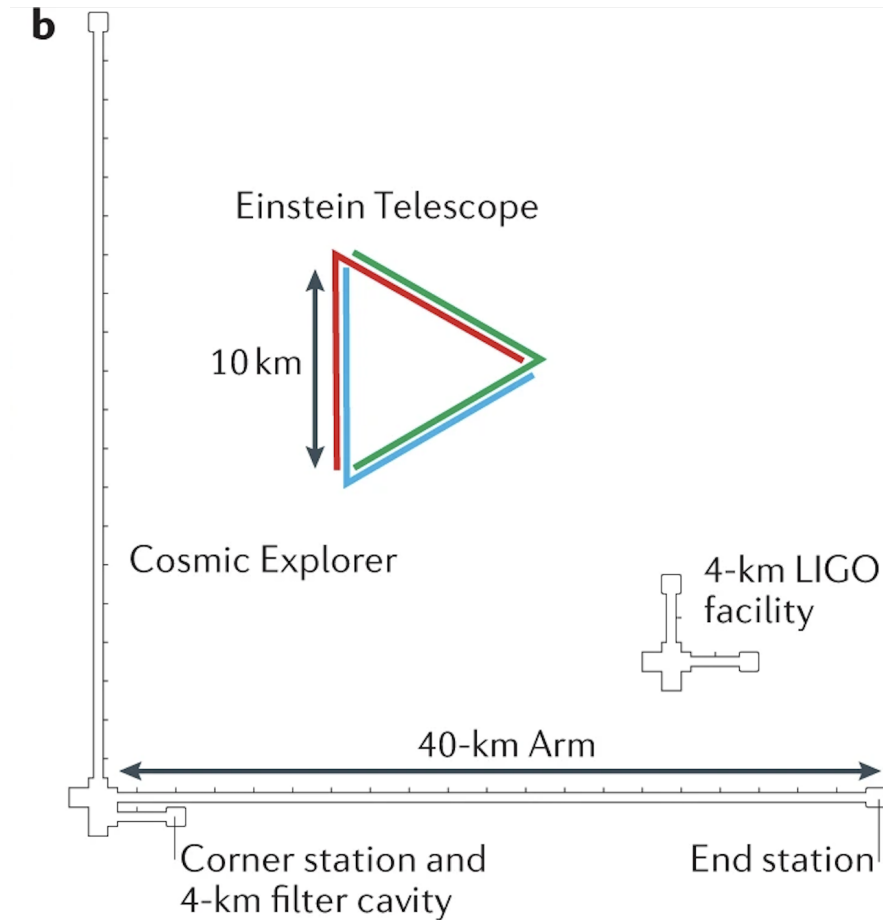 b
Einstein Telescope
10 km
Cosmic Explorer
4-km LIGO
facility
40-km Arm
Corner station and
4-km filter cavity
End station